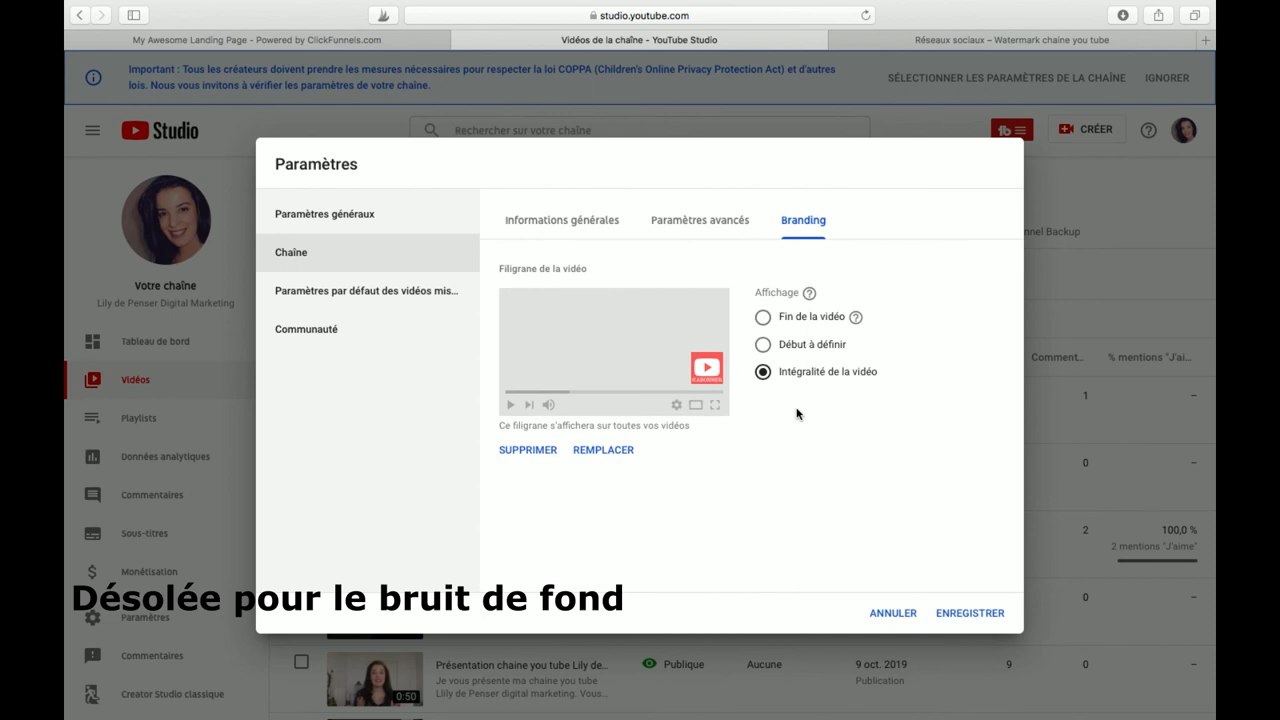 studio.youtube.com
My Awesome Landing Page - Powered by ClickFunnels.com
Vidéos de la chaîne - YouTube Studio
Réseaux sociaux – Watermark chaine you tube
Important : Tous les créateurs doivent prendre les mesures nécessaires pour respecter la loi COPPA (Children's Online Privacy Protection Act) et d'autres
lois. Nous vous invitons à vérifier les paramètres de votre chaîne.
SÉLECTIONNER LES PARAMÈTRES DE LA CHAÎNE
IGNORER
Studio
Rechercher sur votre chaîne
CRÉER
Votre chaîne
Lily de Penser Digital Marketing
Tableau de bord
Vidéos
Playlists
Données analytiques
Commentaires
Sous-titres
Monétisation
Paramètres
Commentaires
Creator Studio classique
Paramètres
Paramètres généraux
Chaîne
Paramètres par défaut des vidéos mis...
Communauté
Informations générales
Paramètres avancés
Branding
Filigrane de la vidéo
S'ABONNER
Ce filigrane s'affichera sur toutes vos vidéos
SUPPRIMER
REMPLACER
Affichage
Fin de la vidéo
Début à définir
Intégralité de la vidéo
ANNULER
ENREGISTRER
nnel Backup
Comment...
% mentions "J'ai...
1
–
0
–
2
100,0 %
2 mentions "J'aime"
0
–
Désolée pour le bruit de fond
0:50
Présentation chaine you tube Lily de...
Je vous présente ma chaine you tube
Llily de Penser digital marketing. Vous...
Publique
Aucune
9 oct. 2019
Publication
9
0
–